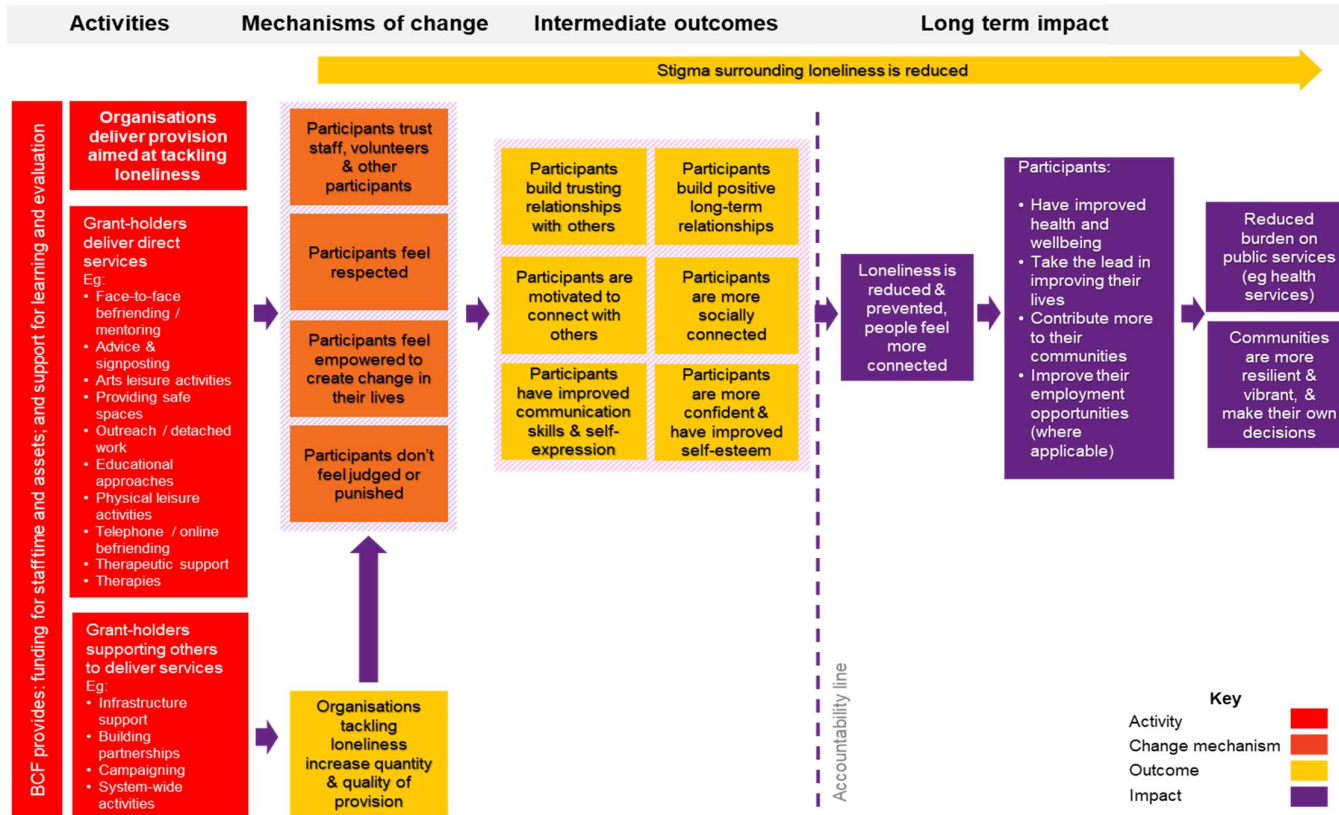 Activities
Mechanisms of change
Intermediate outcomes
Long term impact
Stigma surrounding loneliness is reduced
BCF provides: funding for staff time and assets; and support for learning and evaluation
Organisations
deliver provision
aimed at tackling
loneliness
Grant-holders
deliver direct
services
Eg:
• Face-to-face
befriending /
mentoring
• Advice &
signposting
• Arts leisure activities
• Providing safe
spaces
• Outreach / detached
work
• Educational
approaches
• Physical leisure
activities
• Telephone / online
befriending
• Therapeutic support
• Therapies
Grant-holders
supporting others
to deliver services
Eg:
• Infrastructure
support
• Building
partnerships
• Campaigning
• System-wide
activities
Participants trust
staff, volunteers
& other
participants
Participants feel
respected
Participants feel
empowered to
create change in
their lives
Participants don't
feel judged or
punished
Organisations
tackling
loneliness
increase quantity
& quality of
provision
Participants
build trusting
relationships
with others
Participants
build positive
long-term
relationships
Participants are
motivated to
connect with
others
Participants
are more
socially
connected
Participants
have improved
communication
skills & self-
expression
Participants
are more
confident &
have improved
self-esteem
Accountability line
Loneliness is
reduced &
prevented,
people feel
more
connected
Participants:
• Have improved
health and
wellbeing
• Take the lead in
improving their
lives
• Contribute more
to their
communities
• Improve their
employment
opportunities
(where
applicable)
Reduced
burden on
public services
(eg health
services)
Communities
are more
resilient &
vibrant, &
make their own
decisions
Key
Activity
Change mechanism
Outcome
Impact